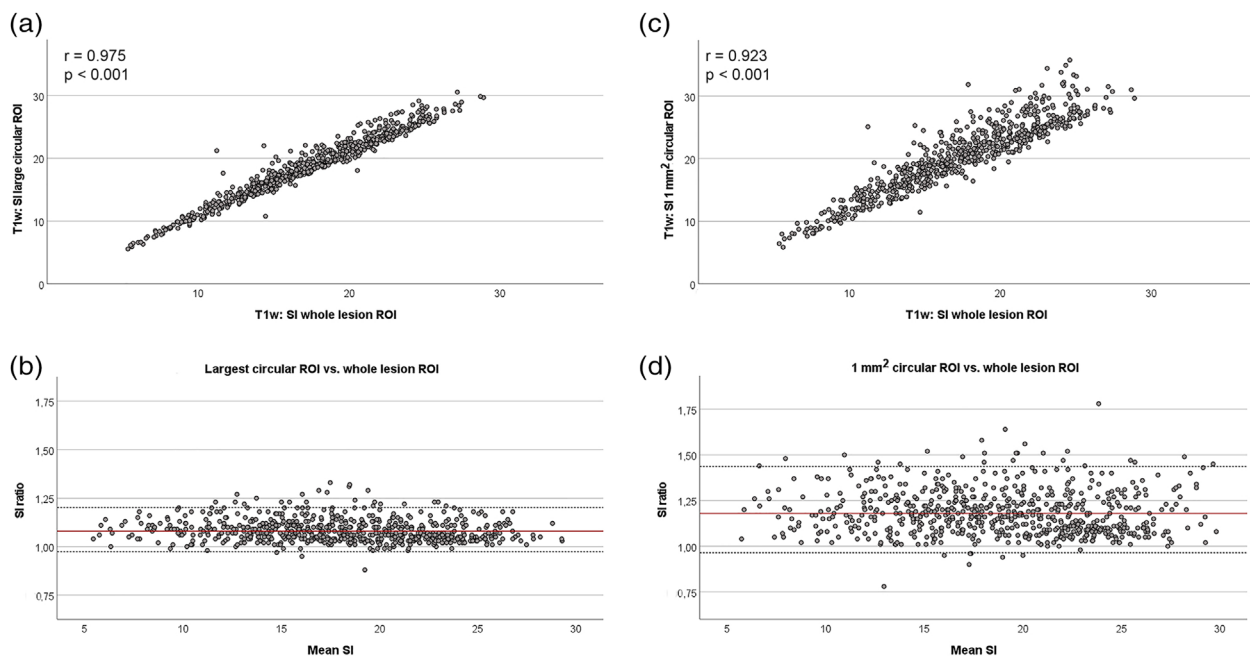 (a)
r = 0.975
p < 0.001
T1w: SI large circular ROI
30
20
10
0
10 20 30
T1w: SI whole lesion ROI
(c)
r = 0.923
p < 0.001
T1w: SI 1 mm² circular ROI
30
20
10
0
10 20 30
T1w: SI whole lesion ROI
(b)
Largest circular ROI vs. whole lesion ROI
SI ratio
1,75
1,50
1,25
1,00
0,75
5 10 15 20 25 30
Mean SI
(d)
1 mm² circular ROI vs. whole lesion ROI
SI ratio
1,75
1,50
1,25
1,00
0,75
5 10 15 20 25 30
Mean SI